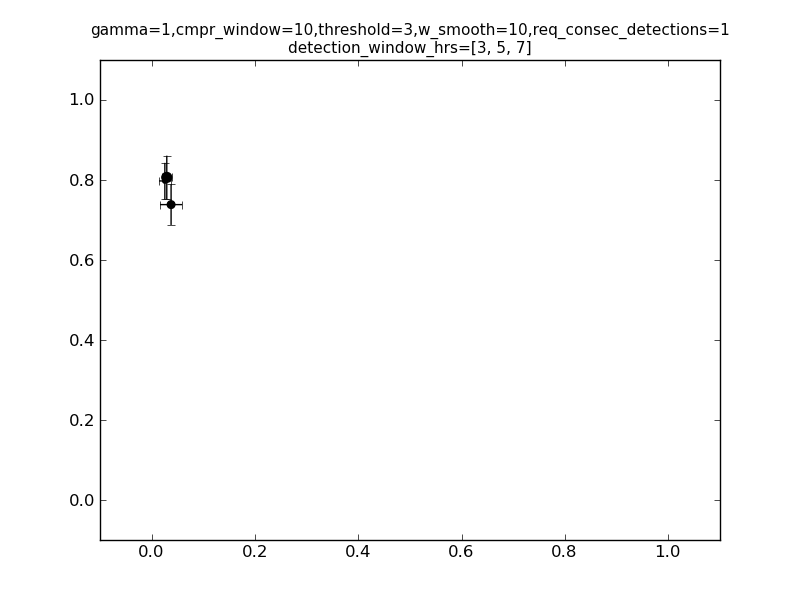 gamma=1,cmpr_window=10,threshold=3,w_smooth=10,req_consec_detections=1
detection_window_hrs=[3, 5, 7]
1.0
0.8
0.6
0.4
0.2
0.0
0.0 0.2 0.4 0.6 0.8 1.0